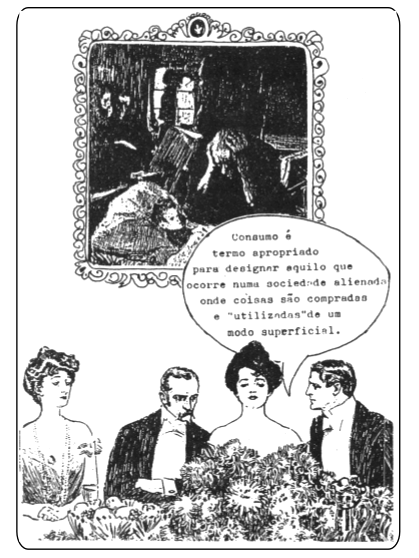 Consumo é
termo apropriado
para designar aquilo que
ocorre numa sociedade alienada
onde coisas são compradas
e "utilizadas"de um
modo superficial.